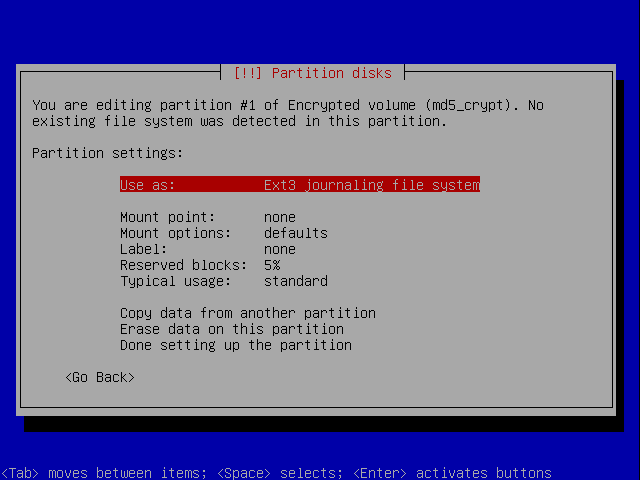 [!!] Partition disks
You are editing partition #1 of Encrypted volume (md5_crypt). No
existing file system was detected in this partition.
Partition settings:
Use as: Ext3 journaling file system
Mount point: none
Mount options: defaults
Label: none
Reserved blocks: 5%
Typical usage: standard
Copy data from another partition
Erase data on this partition
Done setting up the partition
<Go Back>
<Tab> moves between items; <Space> selects; <Enter> activates buttons